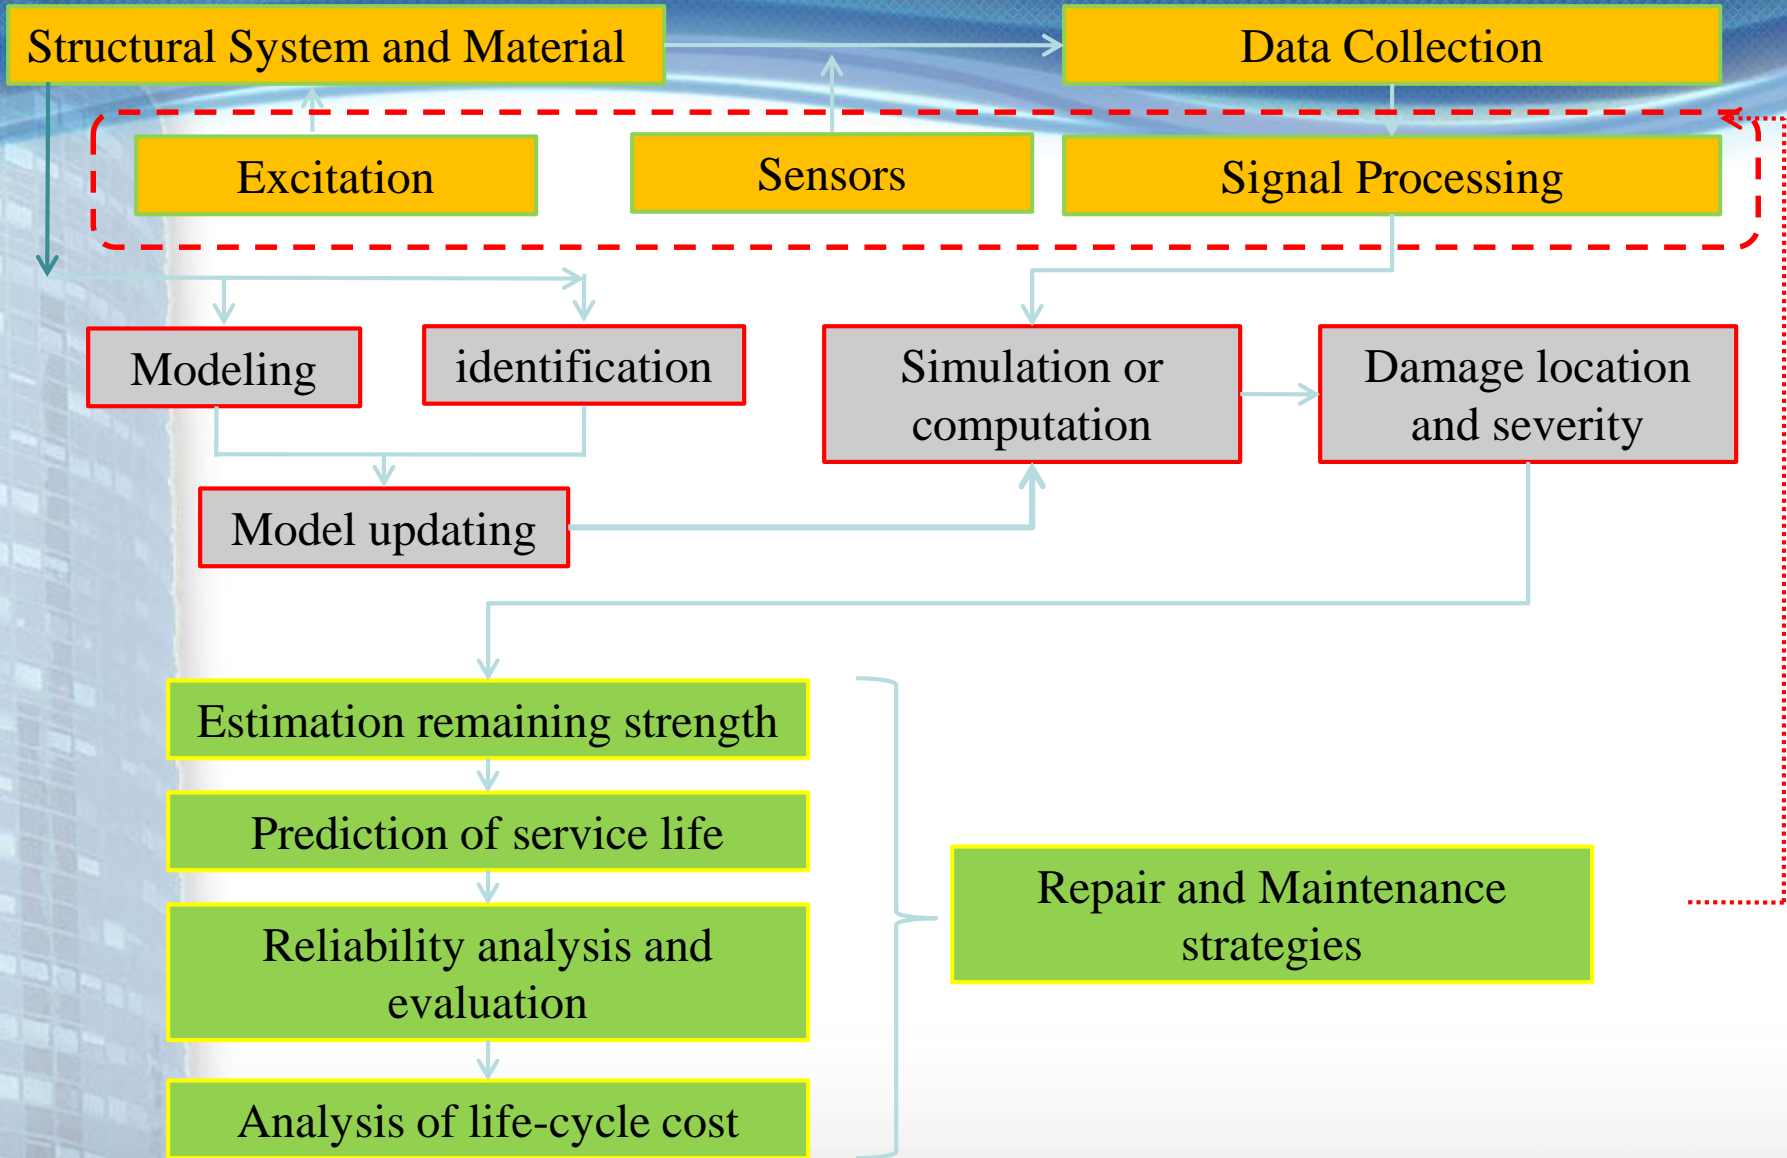 Structural System and Material
Data Collection
Excitation
Sensors
Signal Processing
Modeling
identification
Simulation or
computation
Damage location
and severity
Model updating
Estimation remaining strength
Prediction of service life
Reliability analysis and
evaluation
Analysis of life-cycle cost
Repair and Maintenance
strategies